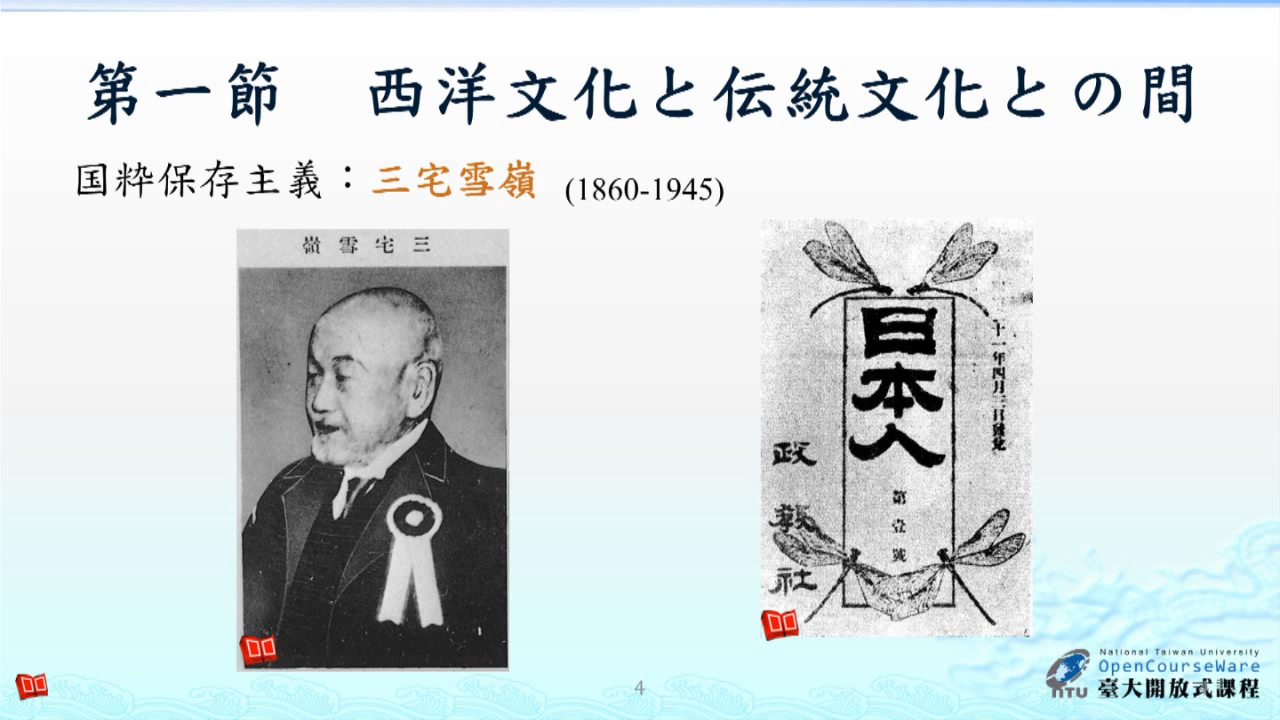 第一節　西洋文化と伝統文化との間
国粋保存主義：三宅雪嶺 (1860-1945)
嶺雪宅三
日本人
第壹號
十一年四月三日發兌
政教社
4
National Taiwan University
OpenCourseWare
NTU 臺大開放式課程